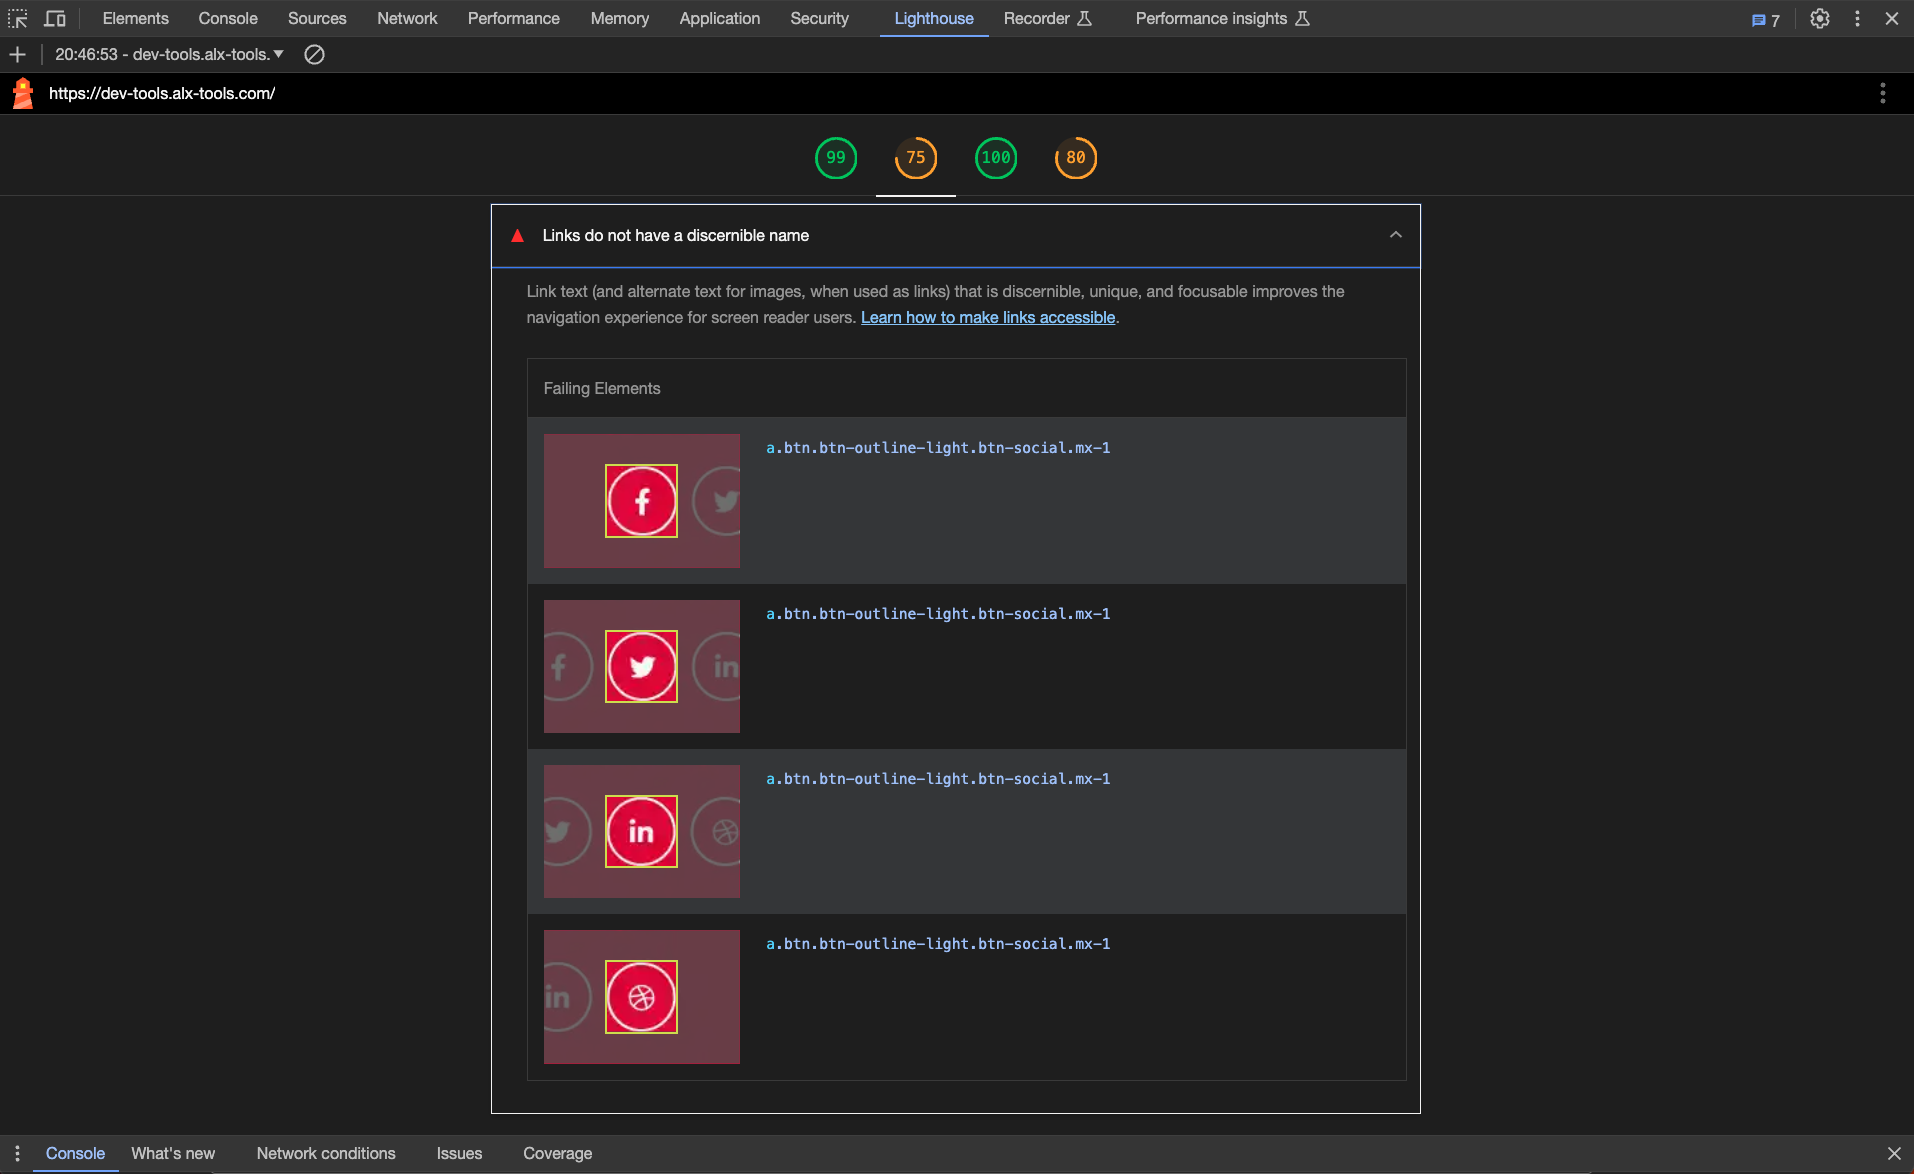 Elements Console Sources Network Performance Memory Application Security Lighthouse Recorder Performance insights 7
20:46:53 - dev-tools.alx-tools.
https://dev-tools.alx-tools.com/
99 75 100 80
Links do not have a discernible name
Link text (and alternate text for images, when used as links) that is discernible, unique, and focusable improves the
navigation experience for screen reader users. Learn how to make links accessible.
Failing Elements
a.btn.btn-outline-light.btn-social.mx-1
a.btn.btn-outline-light.btn-social.mx-1
in
a.btn.btn-outline-light.btn-social.mx-1
in
a.btn.btn-outline-light.btn-social.mx-1
in
Console What's new Network conditions Issues Coverage